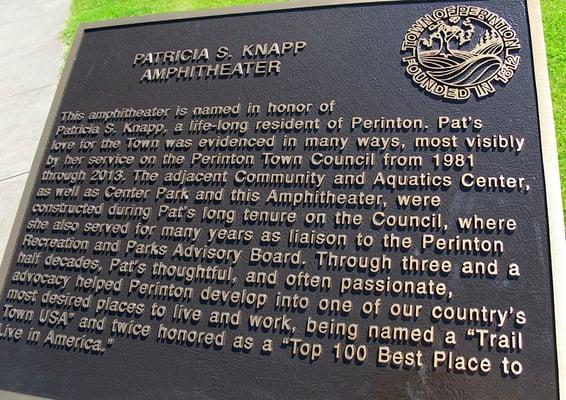 PATRICIA S. KNAPP
AMPHITHEATER
TOWN OF PERINTON
FOUNDED IN 1812
This amphitheater is named in honor of
Patricia S. Knapp, a life-long resident of Perinton. Pat's
love for the Town was evidenced in many ways, most visibly
by her service on the Perinton Town Council from 1981
through 2013. The adjacent Community and Aquatics Center,
as well as Center Park and this Amphitheater, were
constructed during Pat's long tenure on the Council, where
she also served for many years as liaison to the Perinton
Recreation and Parks Advisory Board. Through three and a
half decades, Pat's thoughtful, and often passionate,
advocacy helped Perinton develop into one of our country's
most desired places to live and work, being named a "Trail
Town USA" and twice honored as a "Top 100 Best Place to
Live in America."